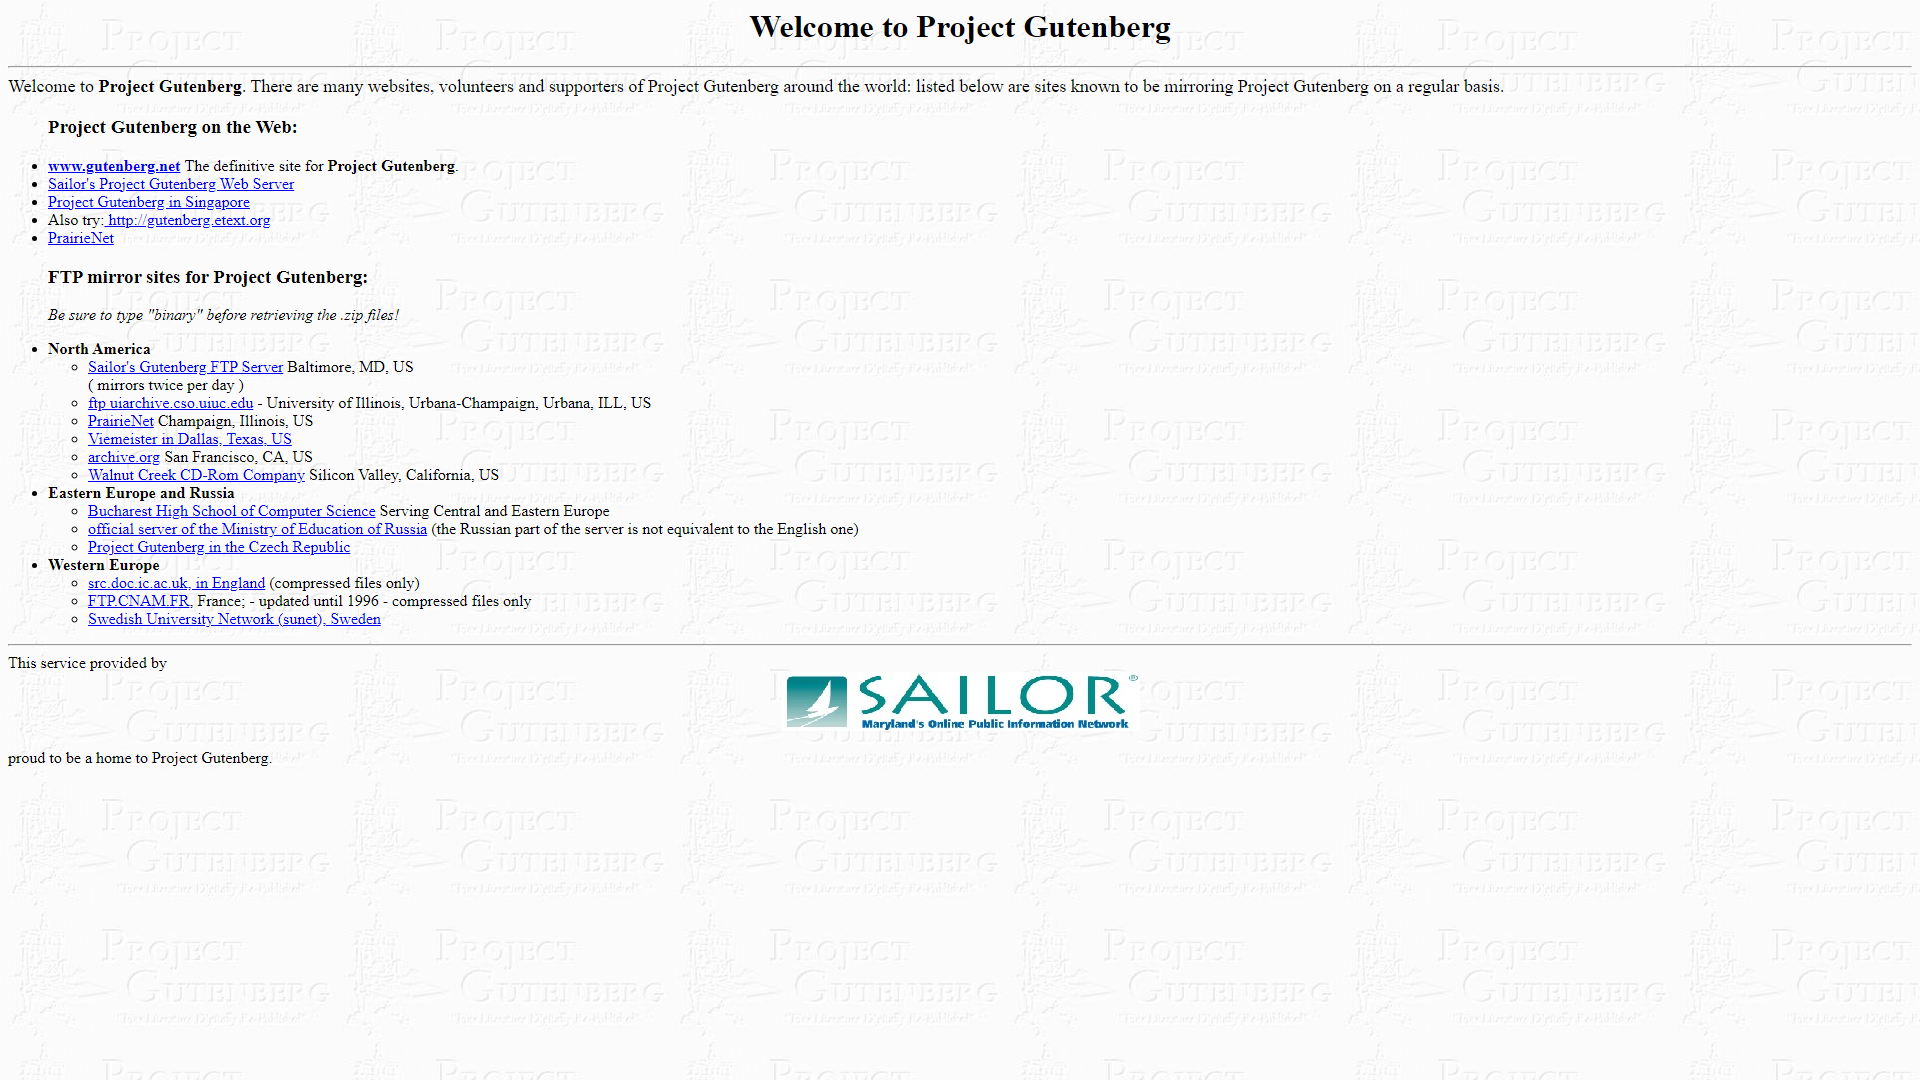 Welcome to Project Gutenberg
Welcome to Project Gutenberg. There are many websites, volunteers and supporters of Project Gutenberg around the world: listed below are sites known to be mirroring Project Gutenberg on a regular basis.
Project Gutenberg on the Web:
www.gutenberg.net The definitive site for Project Gutenberg.
Sailor's Project Gutenberg Web Server
Project Gutenberg in Singapore
Also try: http://gutenberg.etext.org
PrairieNet
FTP mirror sites for Project Gutenberg:
Be sure to type "binary" before retrieving the .zip files!
North America
Sailor's Gutenberg FTP Server Baltimore, MD, US
( mirrors twice per day )
ftp uiarchive.cso.uiuc.edu - University of Illinois, Urbana-Champaign, Urbana, ILL, US
PrairieNet Champaign, Illinois, US
Viemeister in Dallas, Texas, US
archive.org San Francisco, CA, US
Walnut Creek CD-Rom Company Silicon Valley, California, US
Eastern Europe and Russia
Bucharest High School of Computer Science Serving Central and Eastern Europe
official server of the Ministry of Education of Russia (the Russian part of the server is not equivalent to the English one)
Project Gutenberg in the Czech Republic
Western Europe
src.doc.ic.ac.uk, in England (compressed files only)
FTP.CNAM.FR, France; - updated until 1996 - compressed files only
Swedish University Network (sunet), Sweden
This service provided by
SAILOR®
Maryland's Online Public Information Network
proud to be a home to Project Gutenberg.